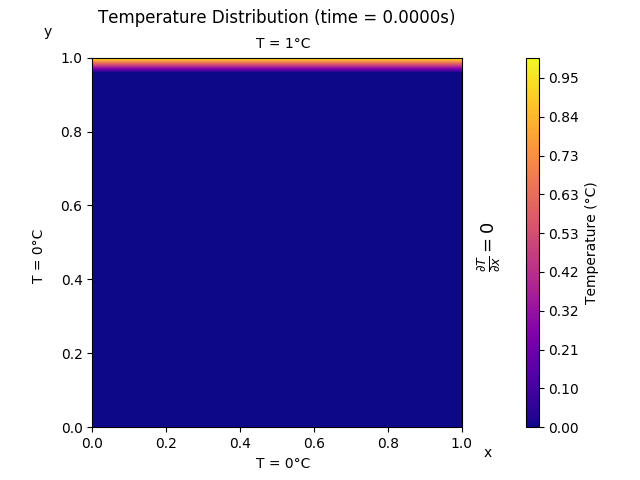 Temperature Distribution (time = 0.0000s)
y
T = 1°C
1.0
0.8
0.6
0.4
0.2
0.0
T = 0°C
0.0 0.2 0.4 0.6 0.8 1.0
T = 0°C
x
∂T/∂x = 0
0.95
0.84
0.73
0.63
0.53
0.42
0.32
0.21
0.10
0.00
Temperature (°C)